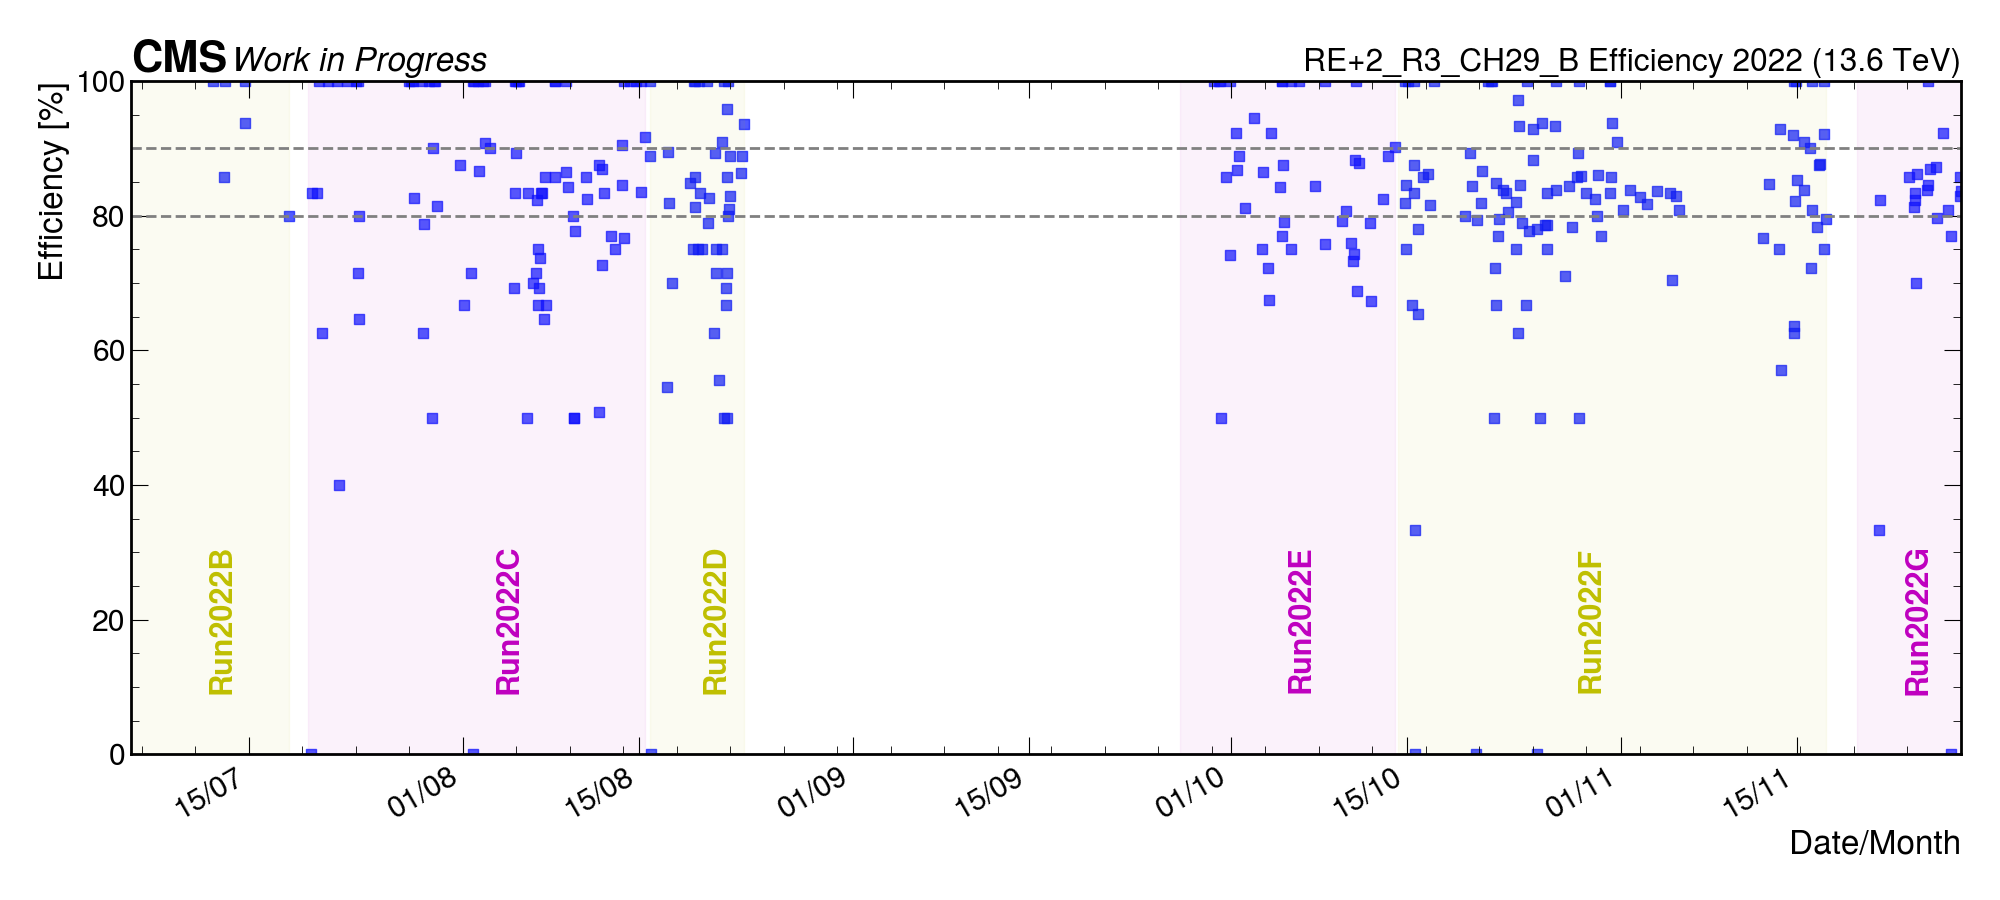 CMS Work in Progress
RE+2_R3_CH29_B Efficiency 2022 (13.6 TeV)
Efficiency [%]
100
80
60
40
20
0
Run2022B
Run2022C
Run2022D
Run2022E
Run2022F
Run2022G
15/07
01/08
15/08
01/09
15/09
01/10
15/10
01/11
15/11
Date/Month